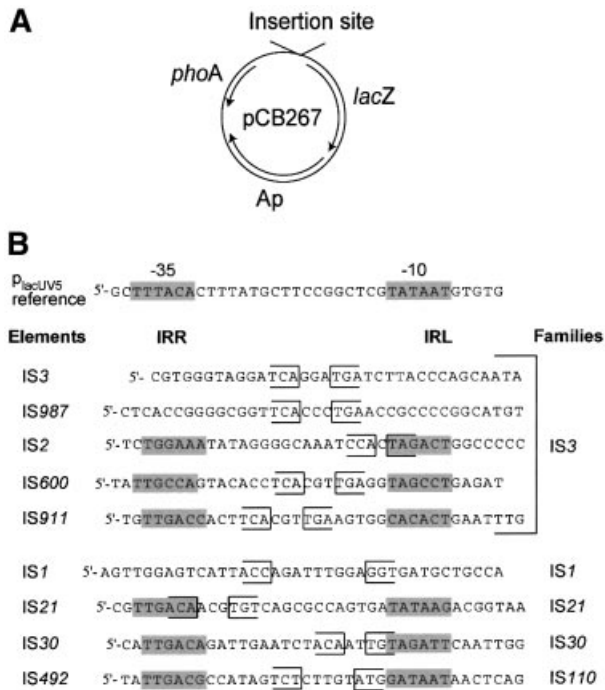 A
Insertion site
phoA
lacZ
pCB267
Ap
B
-35 -10
PlacUV5 reference 5'-GCTTTACACTTTATGCTTCCGGCTCGTATAATGTGTG
Elements IRR IRL Families
IS3 5'- CGTGGGTAGGATCAGGATGATCTTACCCAGCAATA
IS987 5'-CTCACCGGGGCGGTTCACCCTGAACCGCCCCGGCATGT
IS2 5'-TCTGGAAATATAGGGGCAAATCCACTAGACTGGCCCCC IS3
IS600 5'-TATTGCCAGTACACCTCACGTTGAGGTAGCCTGAGAT
IS911 5'-TGTTGACCACTTCACGTTGAAGTGGCACACTGAATTTG
IS1 5'-AGTTGGAGTCATTACCAGATTTGGAGGTGATGCTGCCA IS1
IS21 5'-CGTTGACAACGTGTCAGCGCCAGTGATATAAGACGGTAA IS21
IS30 5'-CATTGACAGATTGAATCTACAATTGTAGATTCAATTGG IS30
IS492 5'-TATTGACGCCATAGTCTCTTGTATGGATAATAACTCAG IS110